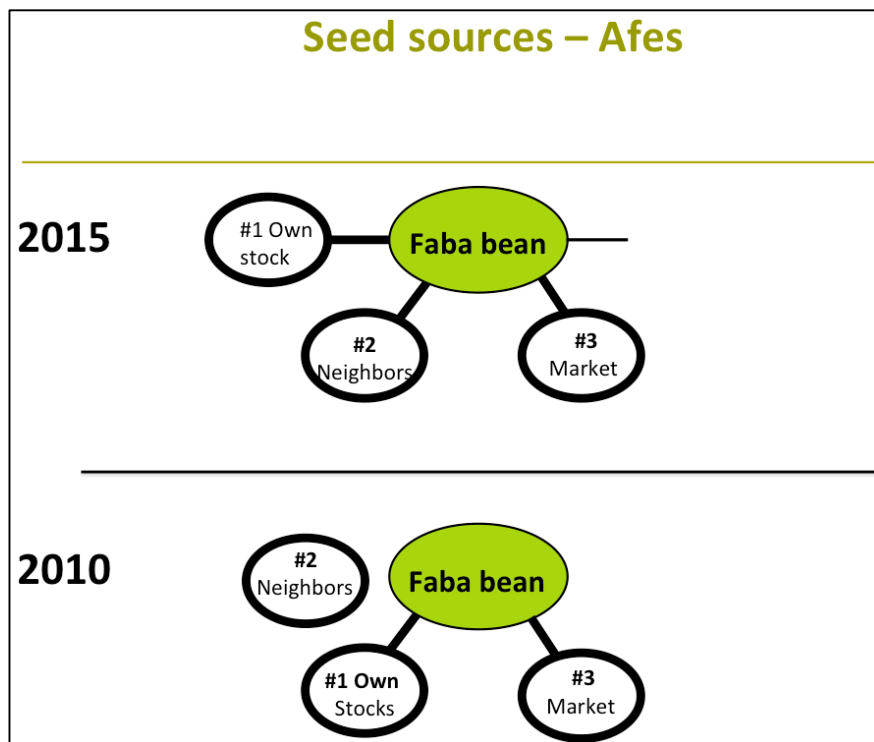 Seed sources – Afes
2015
#1 Own
stock
Faba bean
#2
Neighbors
#3
Market
2010
#2
Neighbors
Faba bean
#1 Own
Stocks
#3
Market